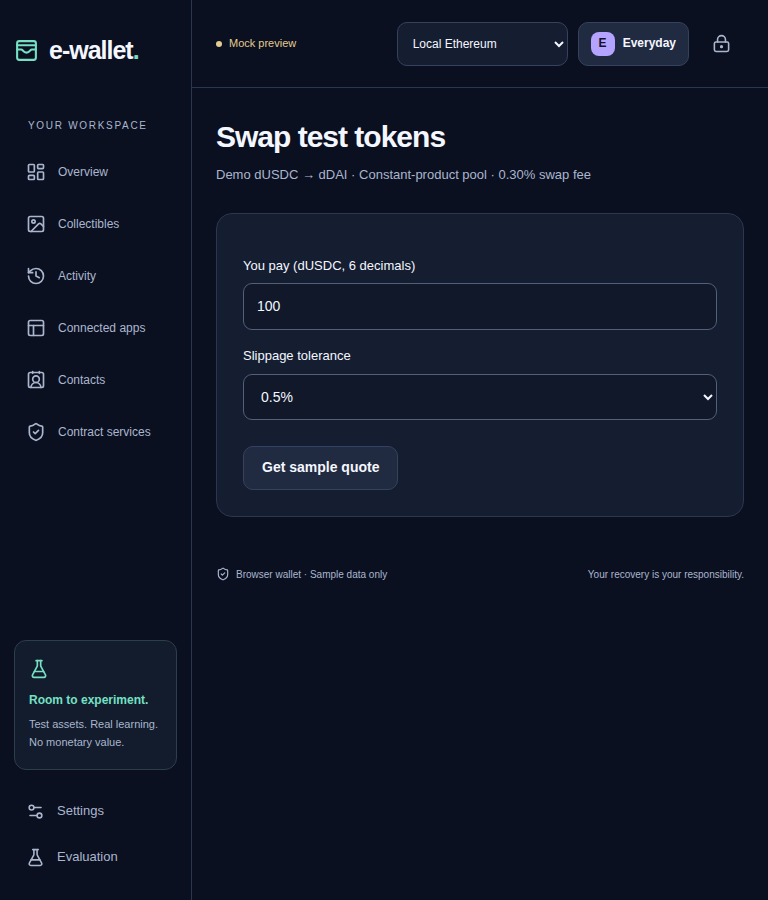 e-wallet.
Mock preview
Local Ethereum
E
Everyday
YOUR WORKSPACE
Overview
Collectibles
Activity
Connected apps
Contacts
Contract services
Room to experiment.
Test assets. Real learning.
No monetary value.
Settings
Evaluation
Swap test tokens
Demo dUSDC → dDAI · Constant-product pool · 0.30% swap fee
You pay (dUSDC, 6 decimals)
100
Slippage tolerance
0.5%
Get sample quote
Browser wallet · Sample data only
Your recovery is your responsibility.